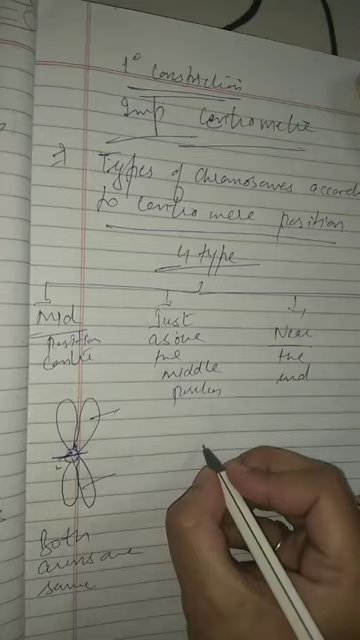 1° Constriction
Imp Centromere
⇒ Types of chromosomes accord
to centromere position
4 type
Mid
position
centre
Just
above
the
middle
portion
Near
the
end
Both
arms are
same